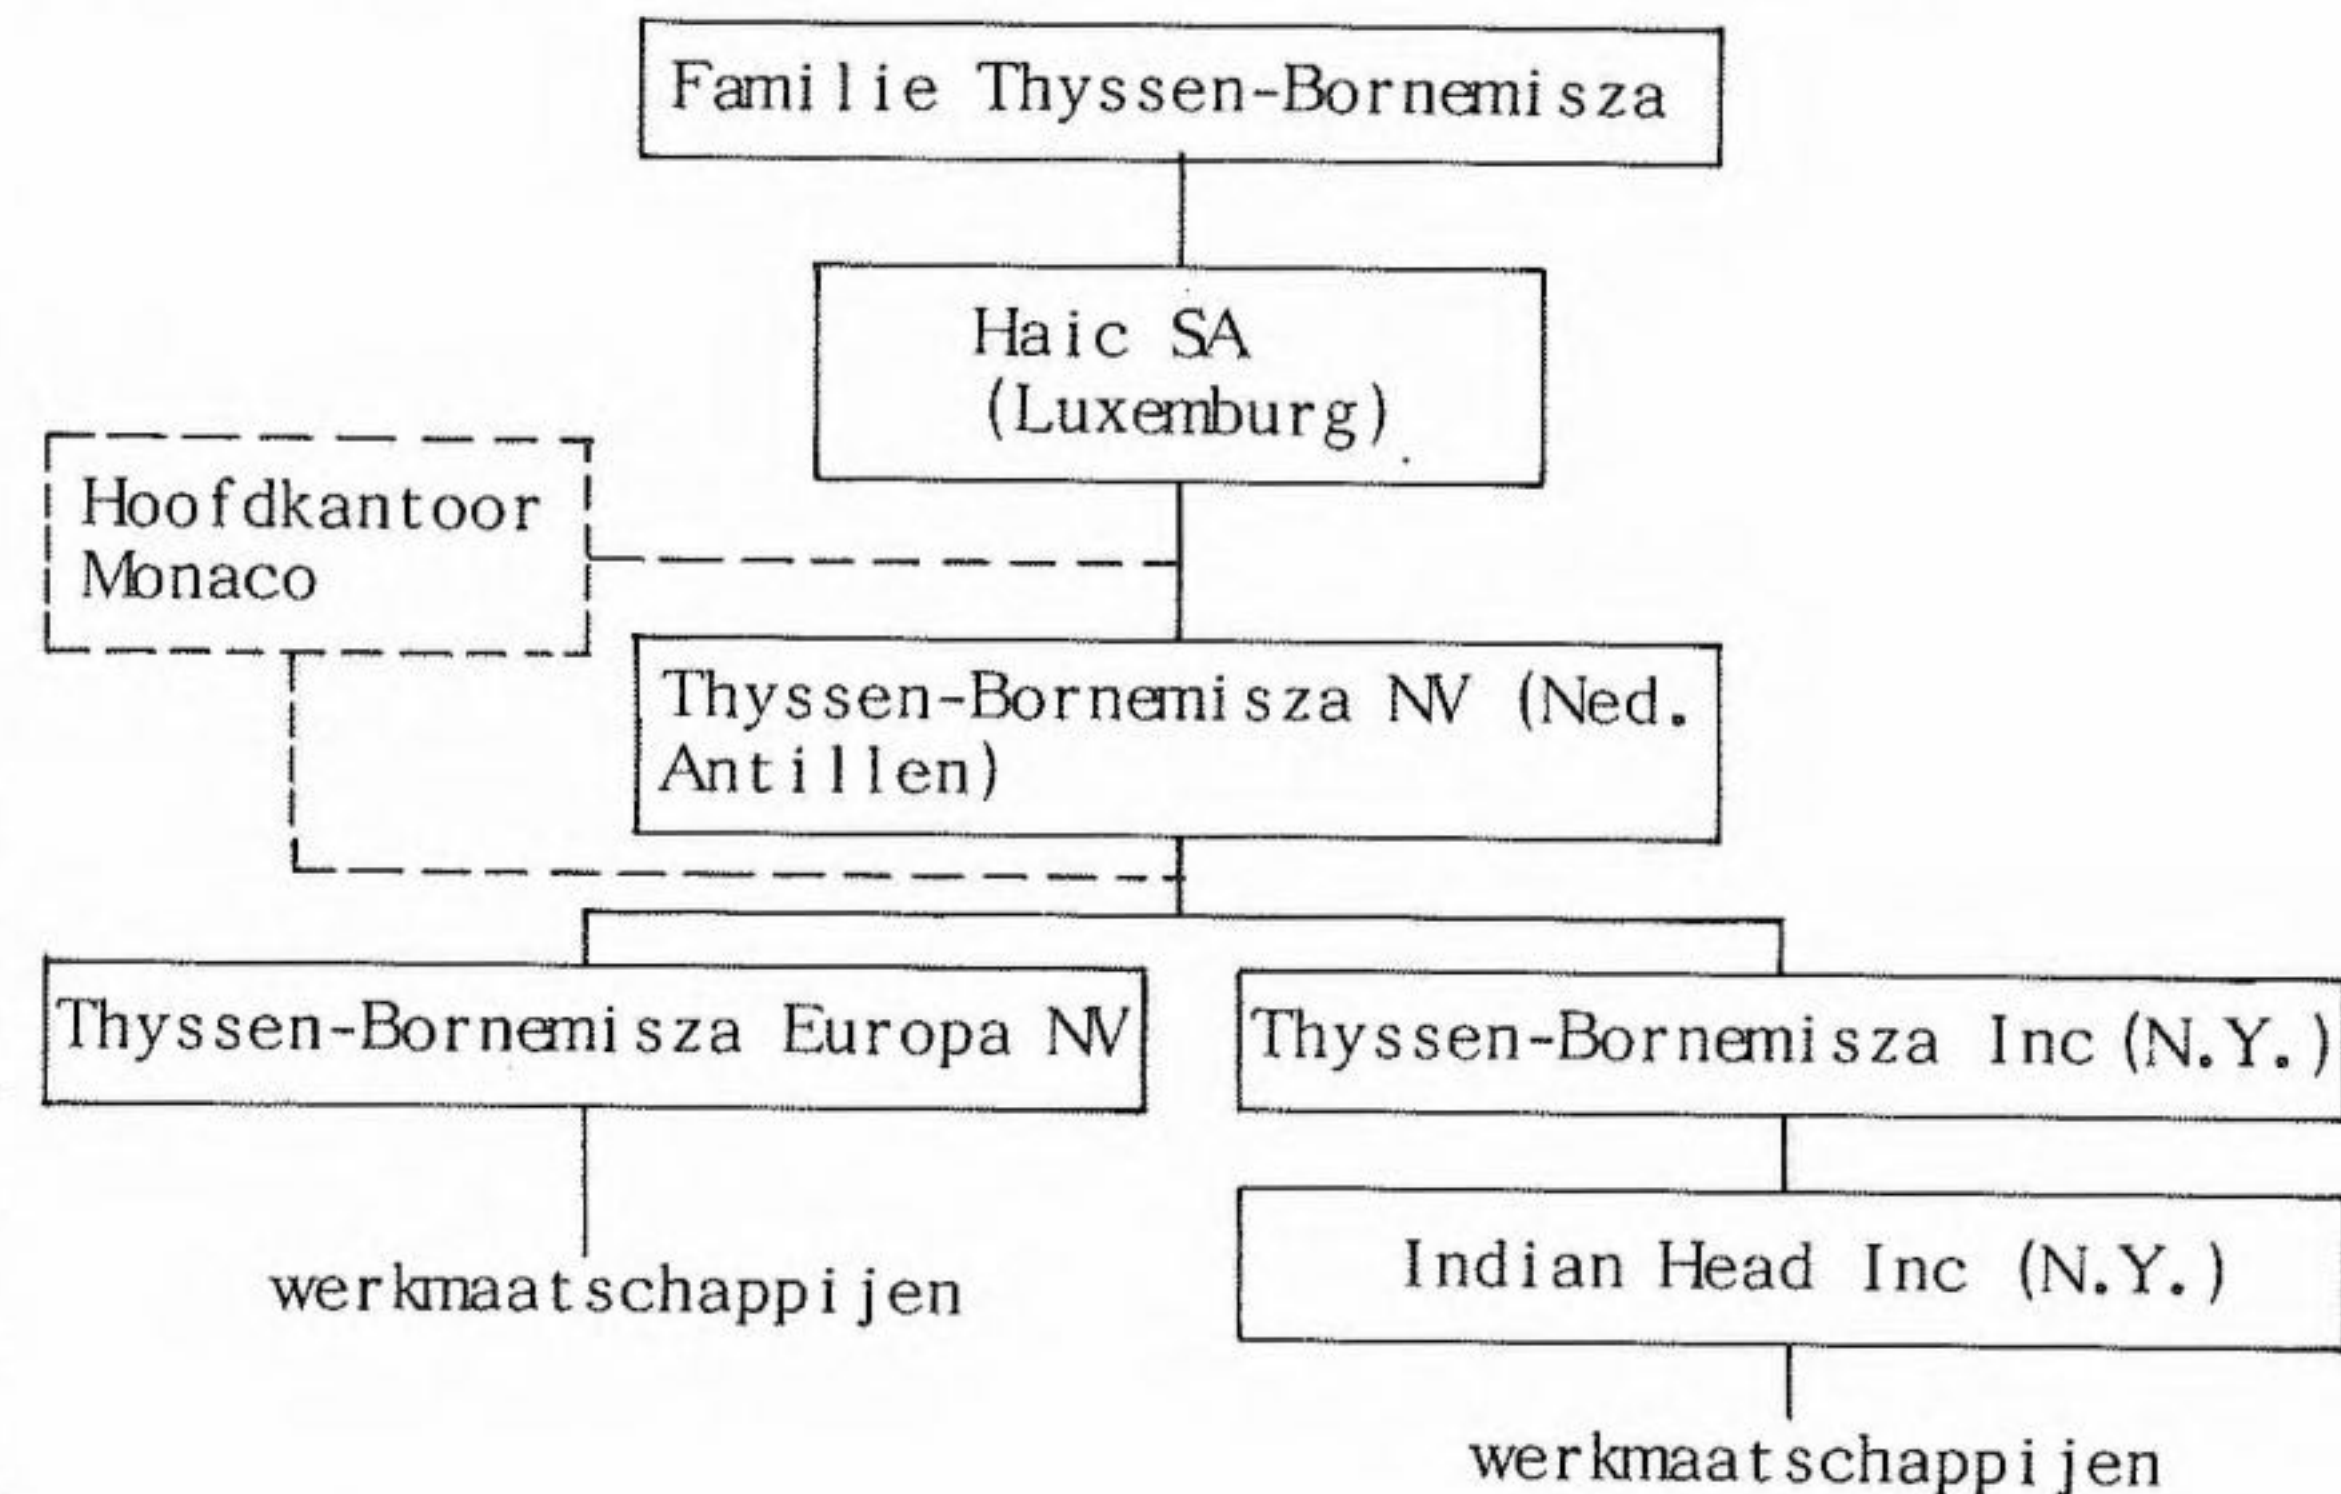 Familie Thyssen-Bornemisza
Haic SA
(Luxemburg)
Hoofdkantoor
Monaco
Thyssen-Bornemisza NV (Ned.
Antillen)
Thyssen-Bornemisza Europa NV
Thyssen-Bornemisza Inc (N.Y.)
Indian Head Inc (N.Y.)
werkmaatschappijen
werkmaatschappijen